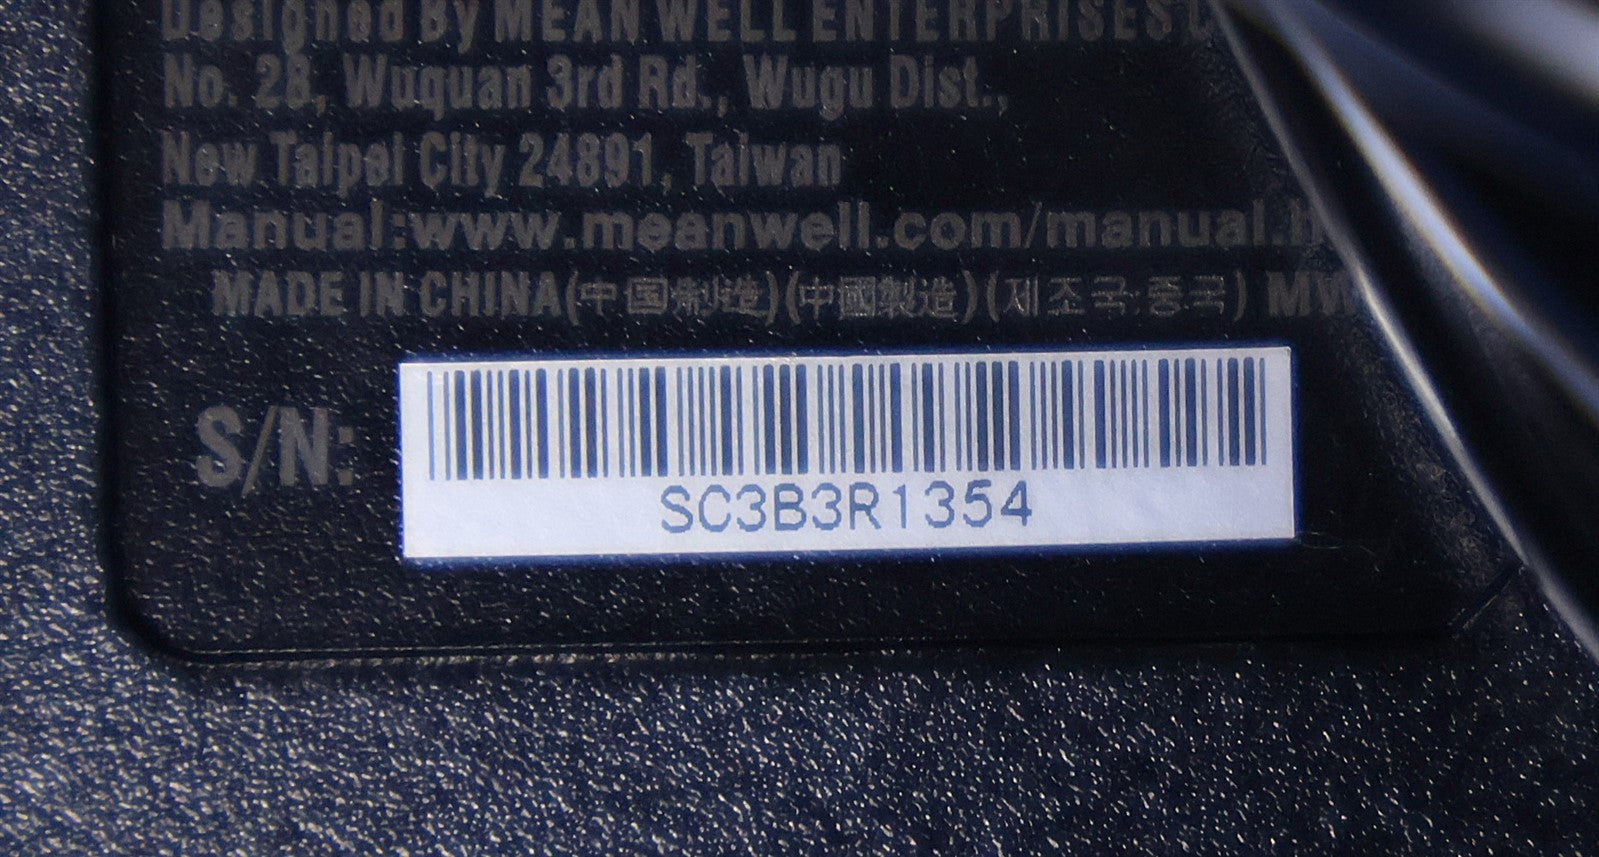 Designed By MEAN WELL ENTERPRISES
No. 28, Wuquan 3rd Rd., Wugu Dist.,
New Taipei City 24891, Taiwan
Manual:www.meanwell.com/manual.h
MADE IN CHINA(中国制造)(中國製造)(제조국:중국) MW
S/N:
SC3B3R1354